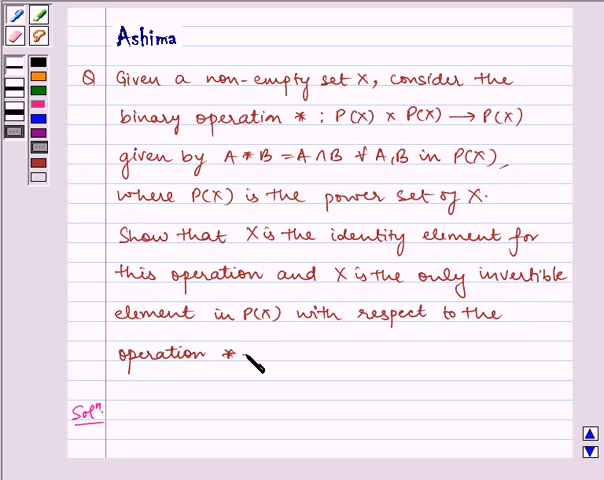 Ashima
Q Given a non-empty set X, consider the
binary operation * : P(X) × P(X) → P(X)
given by A * B = A ∩ B ∀ A, B in P(X),
where P(X) is the power set of X.
Show that X is the identity element for
this operation and X is the only invertible
element in P(X) with respect to the
operation *
Solⁿ.